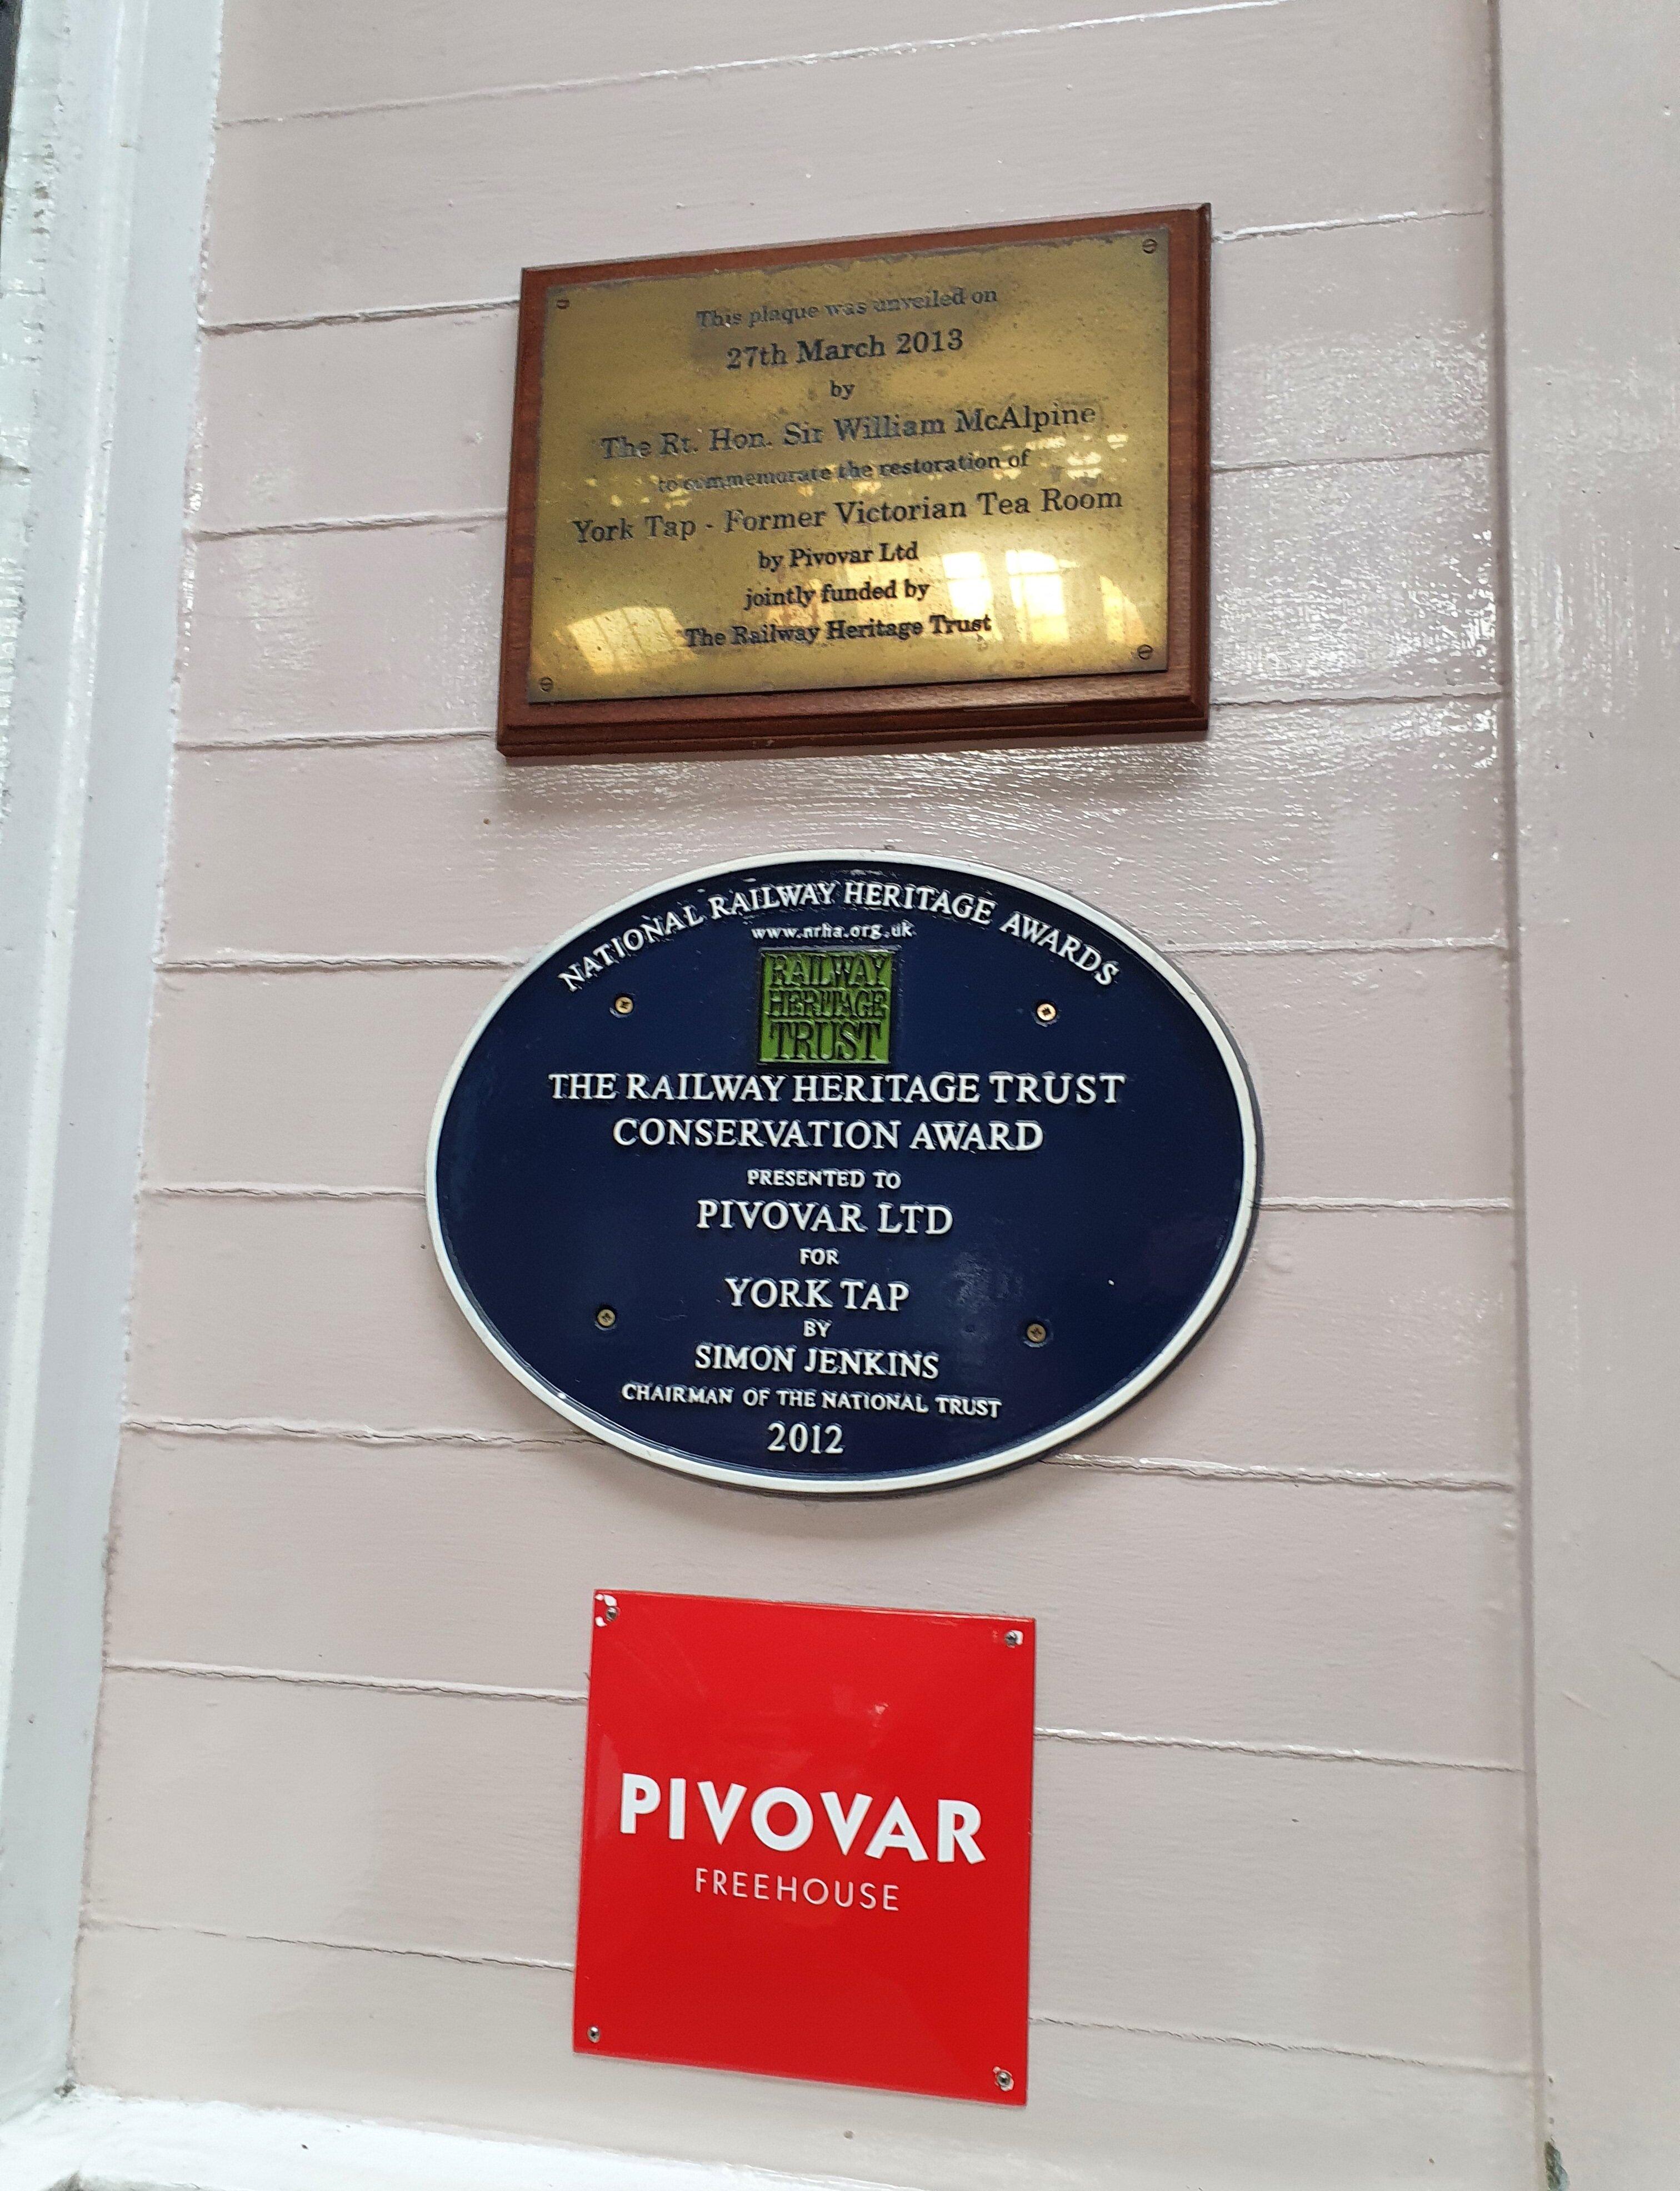 This plaque was unveiled on
27th March 2013
by
The Rt. Hon. Sir William McAlpine
to commemorate the restoration of
York Tap - Former Victorian Tea Room
by Pivovar Ltd
jointly funded by
The Railway Heritage Trust
NATIONAL RAILWAY HERITAGE AWARDS
www.nrha.org.uk
RAILWAY
HERITAGE
TRUST
THE RAILWAY HERITAGE TRUST
CONSERVATION AWARD
PRESENTED TO
PIVOVAR LTD
FOR
YORK TAP
BY
SIMON JENKINS
CHAIRMAN OF THE NATIONAL TRUST
2012
PIVOVAR
FREEHOUSE